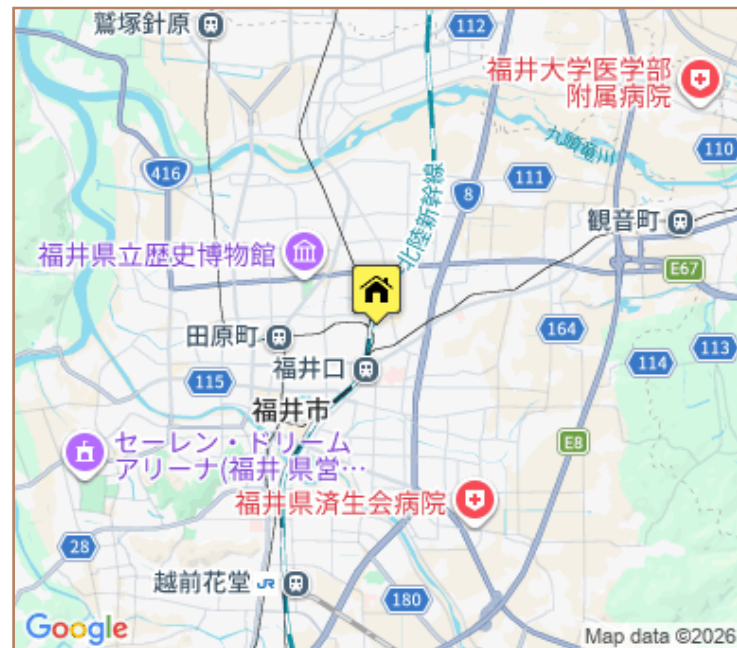 鷲塚針原
112
福井大学医学部
附属病院
九頭竜川
110
416
111
8
北陸新幹線
観音町
福井県立歴史博物館
E67
田原町
164
福井口
114
113
115
福井市
セーレン・ドリーム
アリーナ(福井 県営…
E8
福井県済生会病院
28
越前花堂 JR
180
Google
Map data ©2026